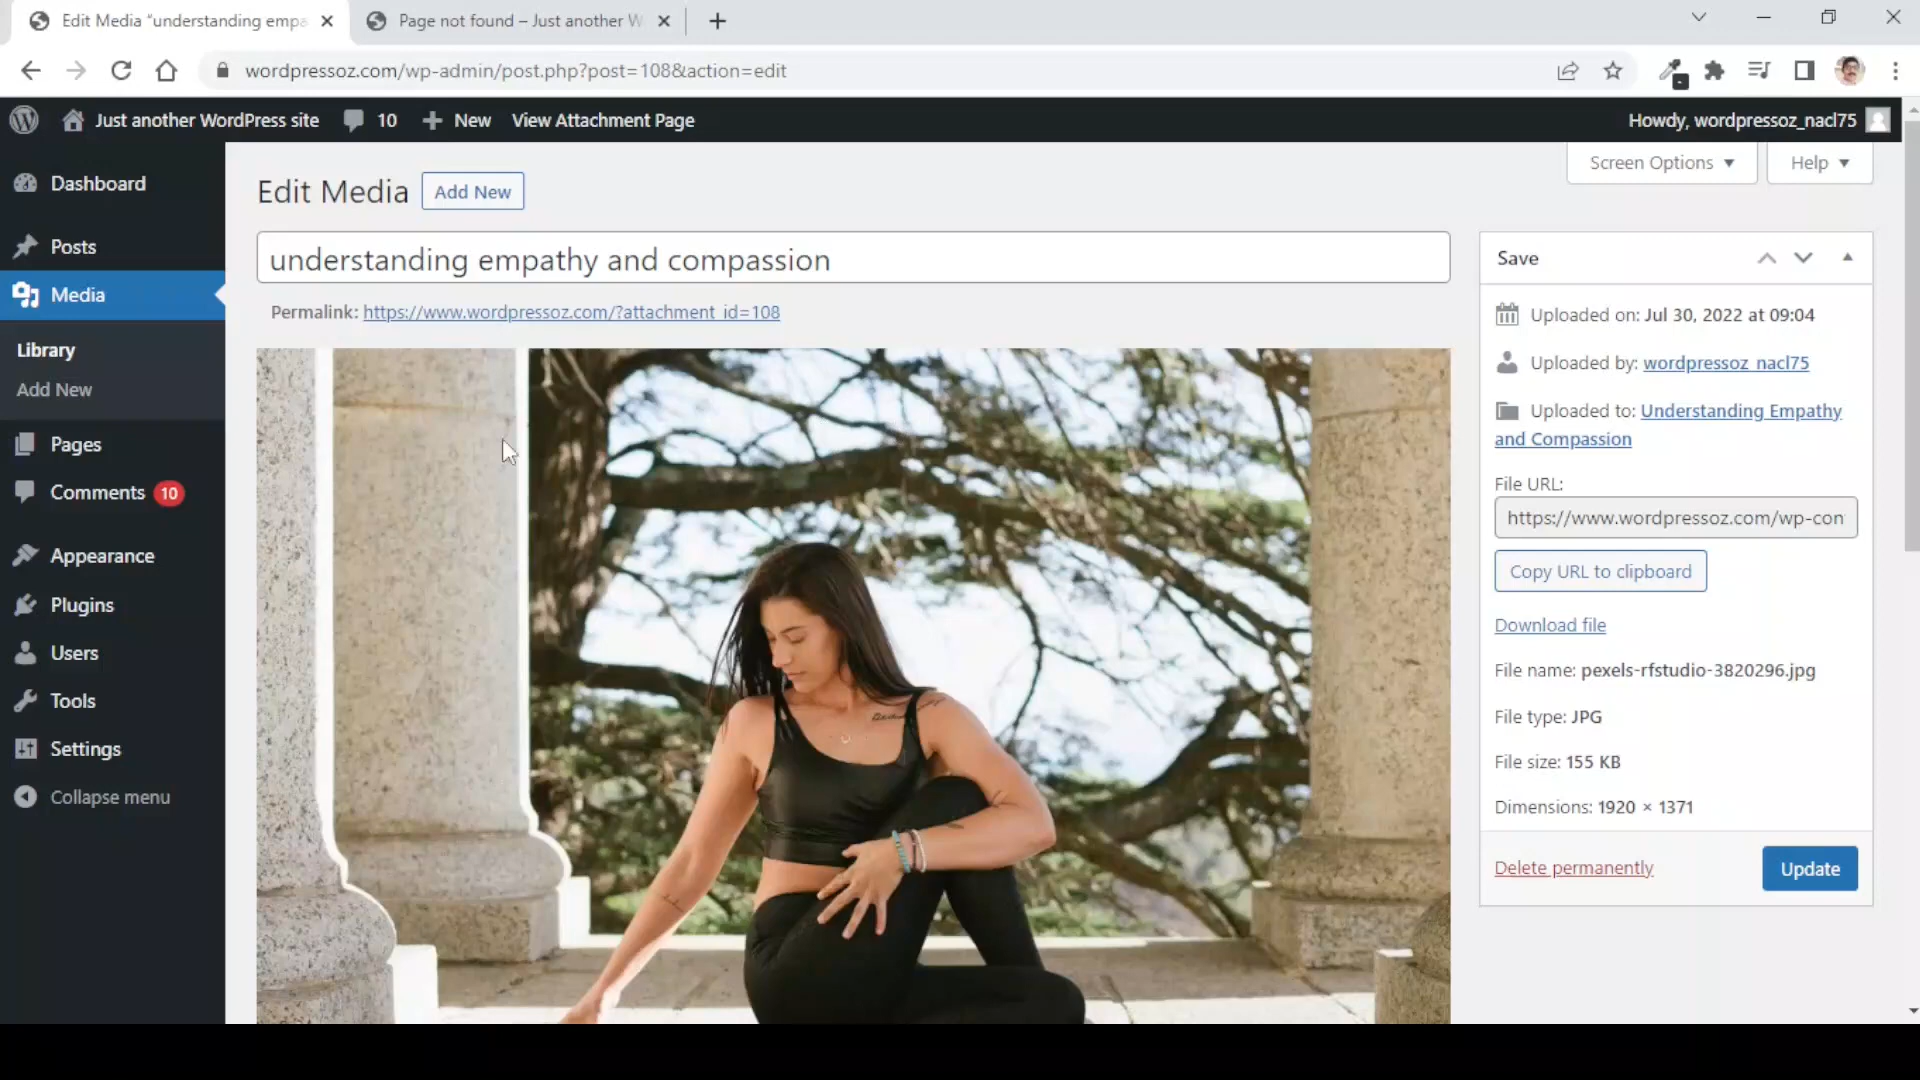 Edit Media “understanding empa
Page not found – Just another W
wordpressoz.com/wp-admin/post.php?post=108&action=edit
Just another WordPress site
10
New
View Attachment Page
Howdy, wordpressoz_nacl75
Screen Options
Help
Dashboard
Posts
Media
Library
Add New
Pages
Comments 10
Appearance
Plugins
Users
Tools
Settings
Collapse menu
Edit Media
Add New
understanding empathy and compassion
Permalink: https://www.wordpressoz.com/?attachment_id=108
Save
Uploaded on: Jul 30, 2022 at 09:04
Uploaded by: wordpressoz_nacl75
Uploaded to: Understanding Empathy
and Compassion
File URL:
https://www.wordpressoz.com/wp-con
Copy URL to clipboard
Download file
File name: pexels-rfstudio-3820296.jpg
File type: JPG
File size: 155 KB
Dimensions: 1920 × 1371
Delete permanently
Update